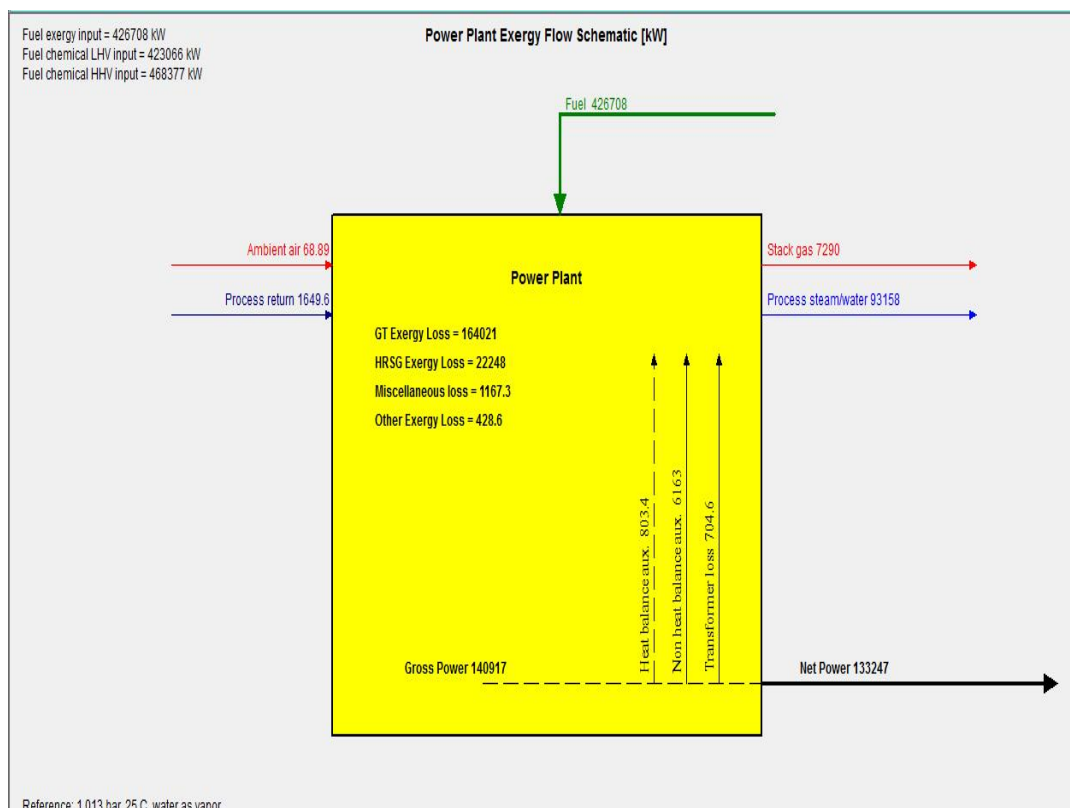 Fuel exergy input = 426708 kW
Fuel chemical LHV input = 423066 kW
Fuel chemical HHV input = 468377 kW
Power Plant Exergy Flow Schematic [kW]
Fuel 426708
Ambient air 68.89
Process return 1649.6
Stack gas 7290
Process steam/water 93158
Power Plant
GT Exergy Loss = 164021
HRSG Exergy Loss = 22248
Miscellaneous loss = 1167.3
Other Exergy Loss = 428.6
Heat balance aux. 803.4
Non heat balance aux. 6163
Transformer loss 704.6
Gross Power 140917
Net Power 133247
Reference: 1.013 bar, 25 C, water as vapor